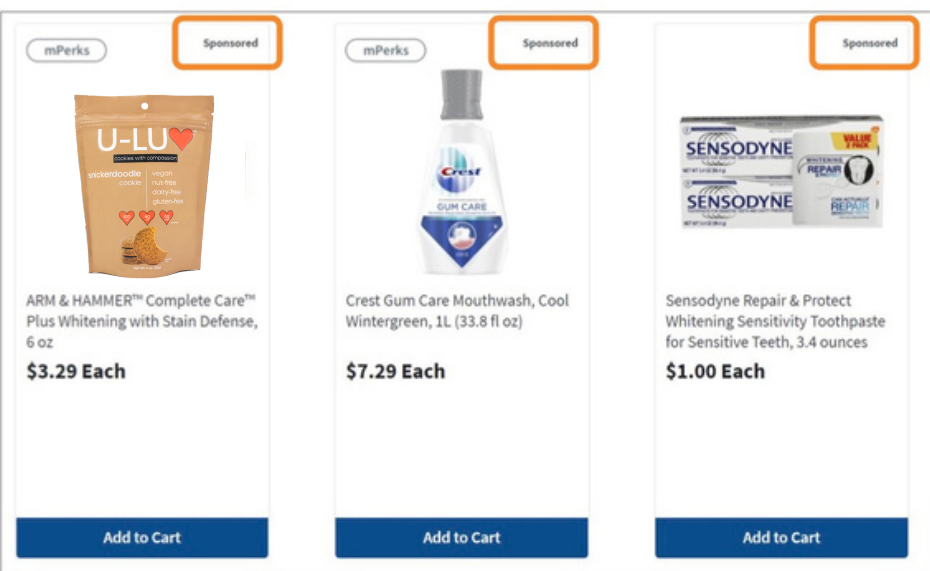 mPerks
Sponsored
U-LU
cookies with compassion
snickerdoodle
cookie
vegan
nut-free
dairy-free
gluten-free
ARM & HAMMER™ Complete Care™
Plus Whitening with Stain Defense,
6 oz
$3.29 Each
Add to Cart
mPerks
Sponsored
Crest
GUM CARE
Crest Gum Care Mouthwash, Cool
Wintergreen, 1L (33.8 fl oz)
$7.29 Each
Add to Cart
Sponsored
SENSODYNE
VALUE
2 PACK
WHITENING
REPAIR
SENSODYNE
REPAIR
Sensodyne Repair & Protect
Whitening Sensitivity Toothpaste
for Sensitive Teeth, 3.4 ounces
$1.00 Each
Add to Cart